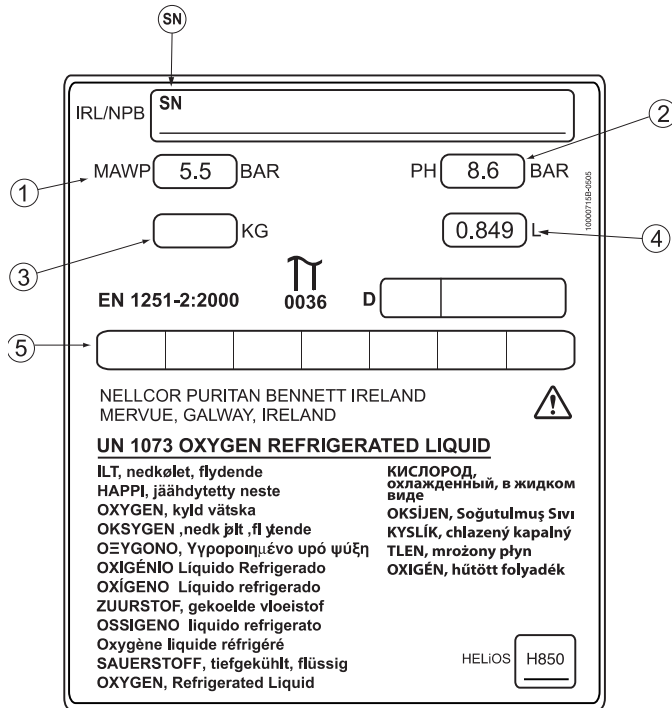 SN
IRL/NPB SN
2
MAWP 5.5 BAR PH 8.6 BAR
1
10000715B-0505
KG 0.849 L
3 4
EN 1251-2:2000 0036 D
5
NELLCOR PURITAN BENNETT IRELAND
MERVUE, GALWAY, IRELAND
UN 1073 OXYGEN REFRIGERATED LIQUID
ILT, nedkølet, flydende
HAPPI, jäähdytetty neste
OXYGEN, kyld vätska
OKSYGEN ,nedk jølt ,fl ytende
ΟΞΥΓΟΝΟ, Υγροποιημένο υρό ψύξη
OXIGÉNIO Líquido Refrigerado
OXÍGENO Líquido refrigerado
ZUURSTOF, gekoelde vloeistof
OSSIGENO liquido refrigerato
Oxygène liquide réfrigéré
SAUERSTOFF, tiefgekühlt, flüssig
OXYGEN, Refrigerated Liquid
КИСЛОРОД,
охлажденный, в жидком
виде
OKSİJEN, Soğutulmuş Sıvı
KYSLÍK, chlazený kapalný
TLEN, mrożony płyn
OXIGÉN, hűtött folyadék
HELiOS H850